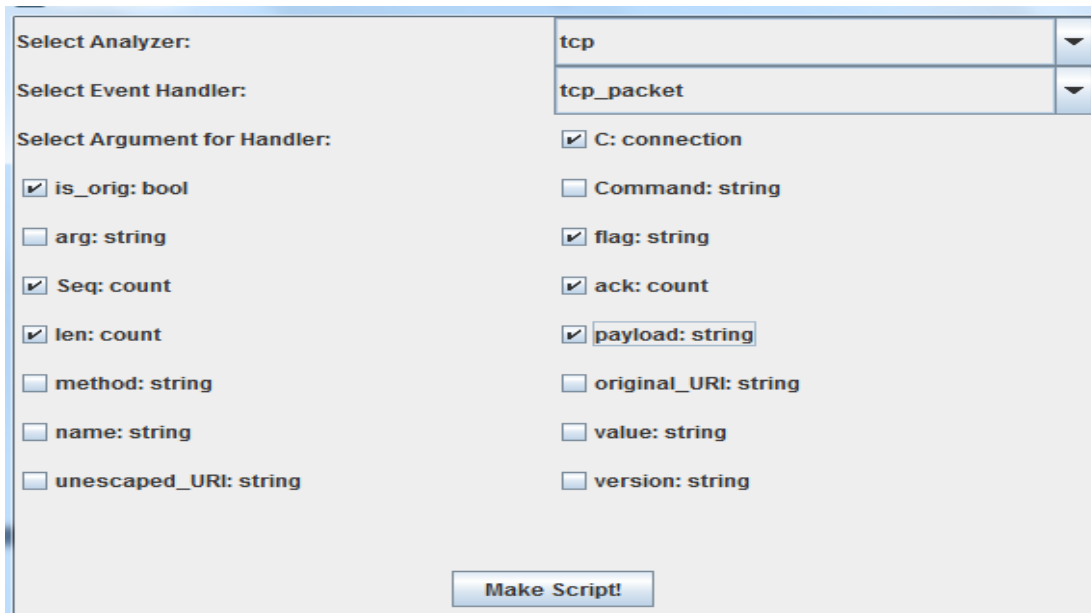 Select Analyzer: tcp
Select Event Handler: tcp_packet
Select Argument for Handler: C: connection
is_orig: bool Command: string
arg: string flag: string
Seq: count ack: count
len: count payload: string
method: string original_URI: string
name: string value: string
unescaped_URI: string version: string
Make Script!